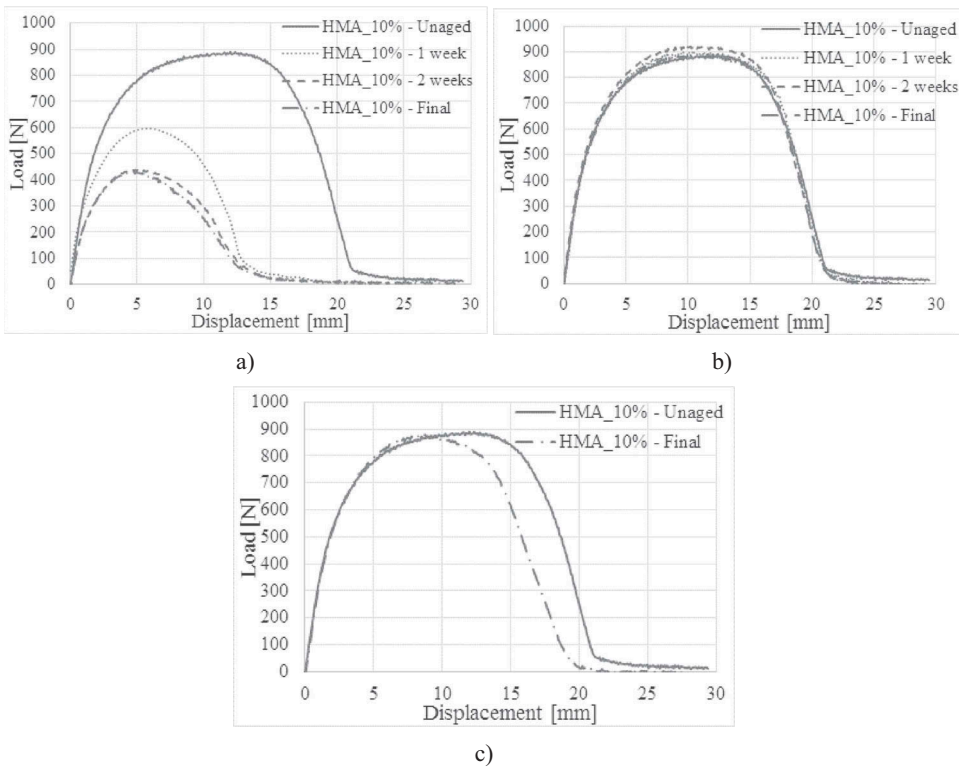 1000
900
800
700
600
500
400
300
200
100
0
Load [N]
HMA_10% - Unaged
HMA_10% - 1 week
HMA_10% - 2 weeks
HMA_10% - Final
0 5 10 15 20 25 30
Displacement [mm]
a)
1000
900
800
700
600
500
400
300
200
100
0
Load [N]
HMA_10% - Unaged
HMA_10% - 1 week
HMA_10% - 2 weeks
HMA_10% - Final
0 5 10 15 20 25 30
Displacement [mm]
b)
1000
900
800
700
600
500
400
300
200
100
0
Load [N]
HMA_10% - Unaged
HMA_10% - Final
0 5 10 15 20 25 30
Displacement [mm]
c)